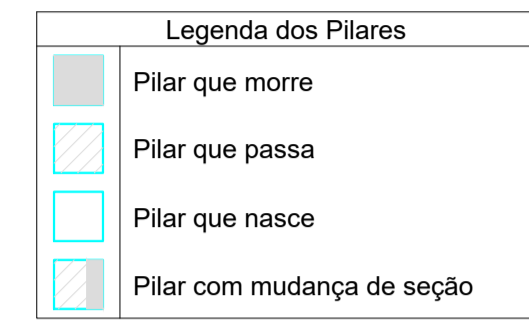 Legenda dos Pilares
Pilar que morre
Pilar que passa
Pilar que nasce
Pilar com mudança de seção